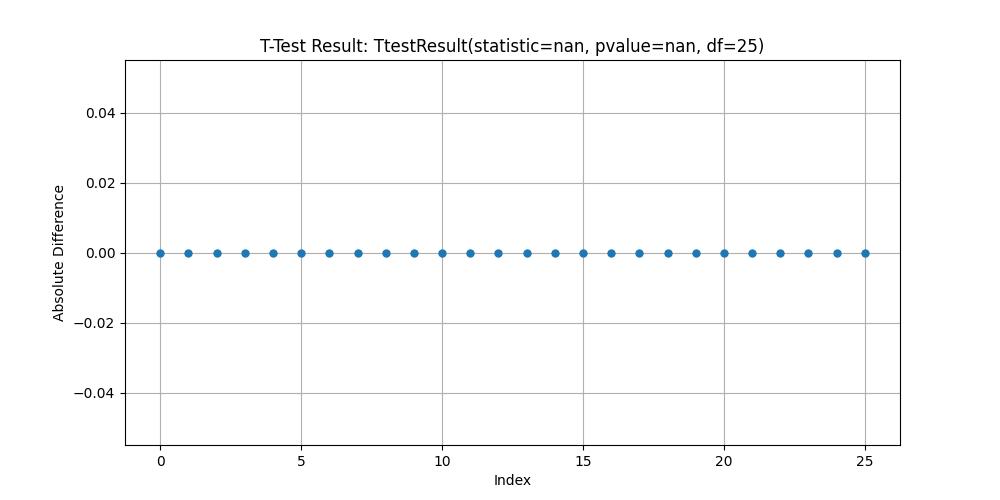 T-Test Result: TtestResult(statistic=nan, pvalue=nan, df=25)
0.04
0.02
0.00
−0.02
−0.04
Absolute Difference
0 5 10 15 20 25
Index